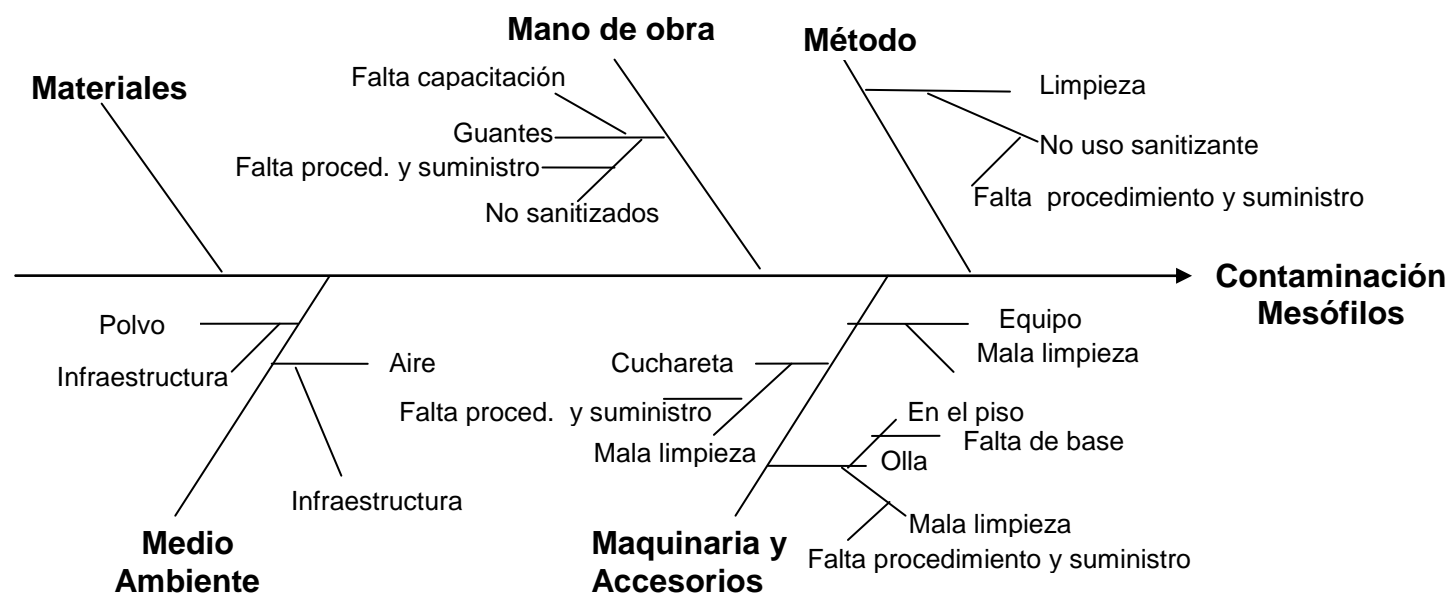 Mano de obra
Método
Materiales
Falta capacitación
Limpieza
Guantes
No uso sanitizante
Falta proced. y suministro
Falta procedimiento y suministro
No sanitizados
Contaminación
Mesófilos
Polvo
Equipo
Mala limpieza
Infraestructura
Aire
Cuchareta
Falta proced. y suministro
En el piso
Falta de base
Mala limpieza
Olla
Infraestructura
Mala limpieza
Falta procedimiento y suministro
Medio
Ambiente
Maquinaria y
Accesorios